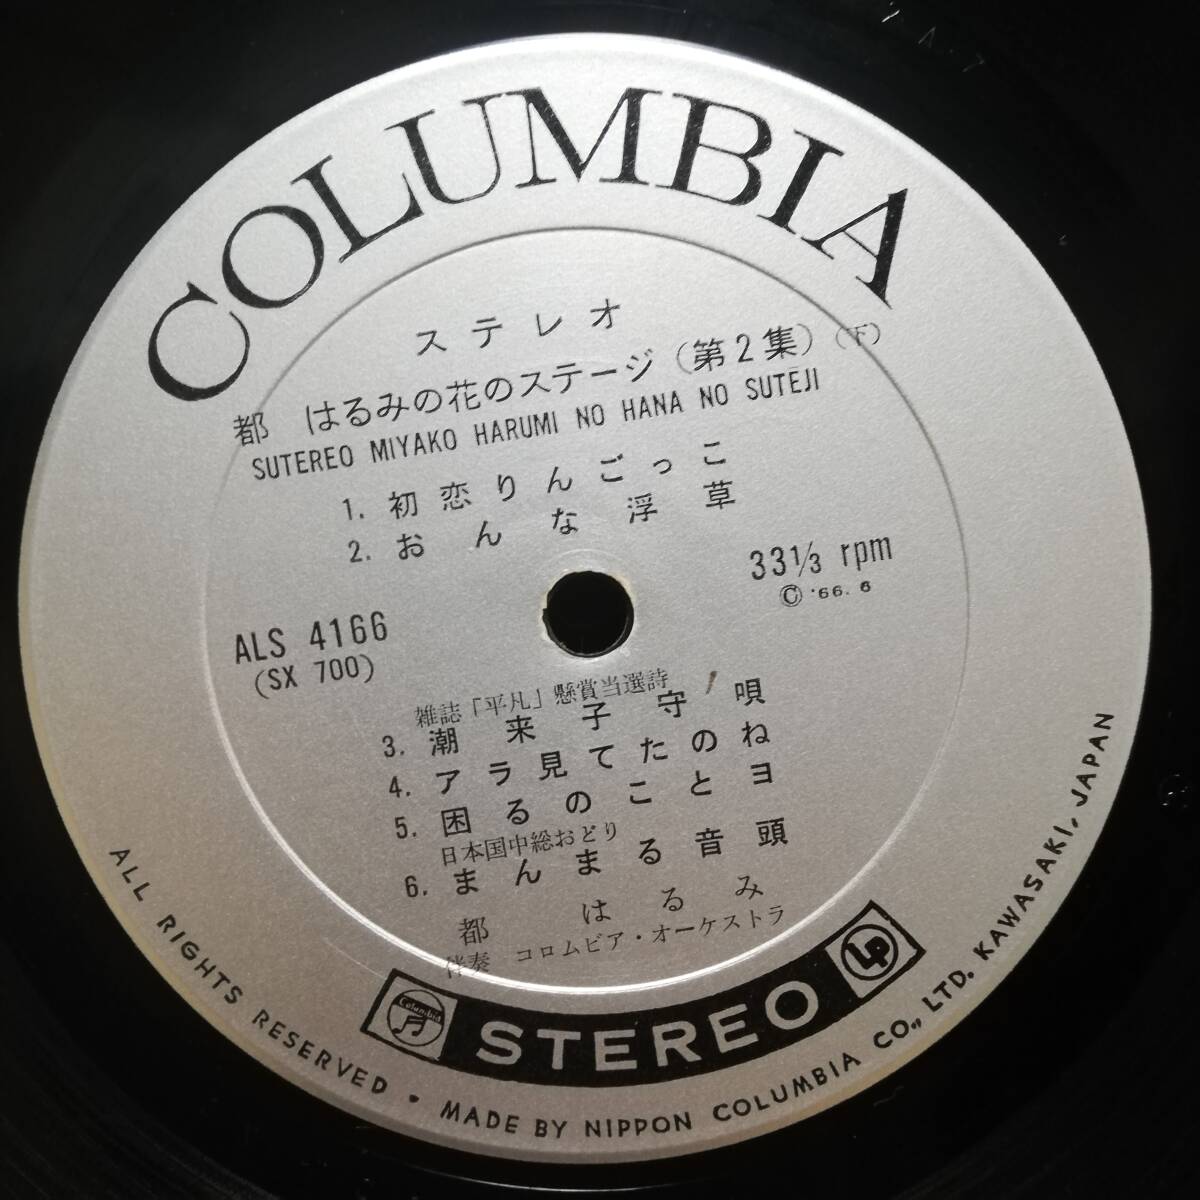 COLUMBIA
ステレオ
都 はるみの花のステージ(第2集)(下)
SUTEREO MIYAKO HARUMI NO HANA NO SUTEJI
1. 初恋りんごっこ
2. おんな浮草
33 1/3 rpm
Ⓒ '66. 6
ALS 4166
(SX 700)
雑誌「平凡」懸賞当選詩
3. 潮来子守唄
4. アラ見てたのね
5. 困るのことヨ
日本国中総おどり
6. まんまる音頭
都 はるみ
伴奏 コロムビア・オーケストラ
Columbia
STEREO
LP
ALL RIGHTS RESERVED • MADE BY NIPPON COLUMBIA CO., LTD. KAWASAKI, JAPAN